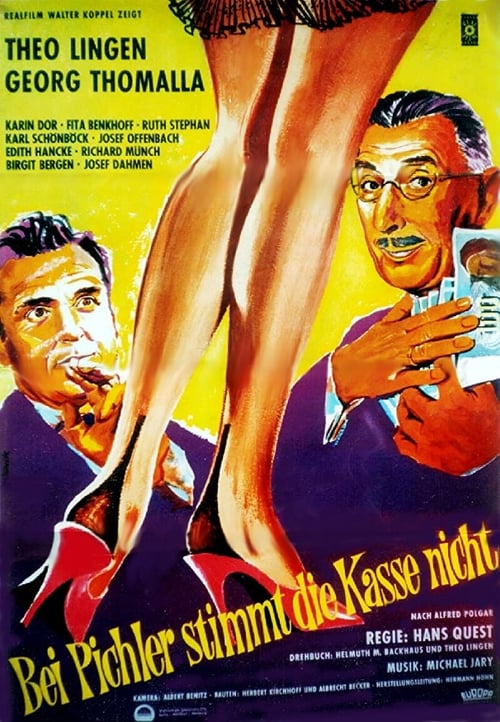 REALFILM WALTER KOPPEL ZEIGT
THEO LINGEN
GEORG THOMALLA
KARIN DOR · FITA BENKHOFF · RUTH STEPHAN
KARL SCHÖNBÖCK · JOSEF OFFENBACH
EDITH HANCKE · RICHARD MÜNCH
BIRGIT BERGEN · JOSEF DAHMEN
Bei Pichler stimmt die Kasse nicht
NACH ALFRED POLGAR
REGIE: HANS QUEST
DREHBUCH: HELMUTH M. BACKHAUS UND THEO LINGEN
MUSIK: MICHAEL JARY
KAMERA: ALBERT BENITZ - BAUTEN: HERBERT KIRCHHOFF UND ALBRECHT BECKER - HERSTELLUNGSLEITUNG: HERMANN HÖHN
EUROPA